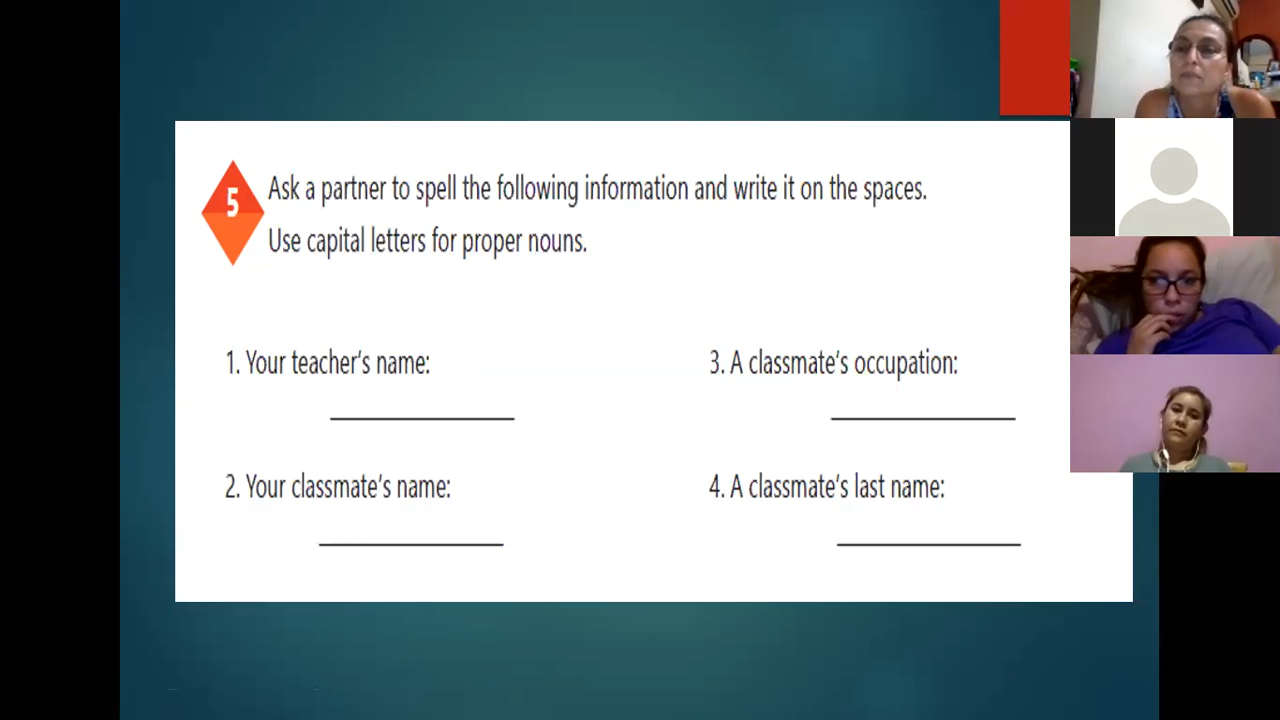 5
Ask a partner to spell the following information and write it on the spaces.
Use capital letters for proper nouns.
1. Your teacher's name:
2. Your classmate's name:
3. A classmate's occupation:
4. A classmate's last name: